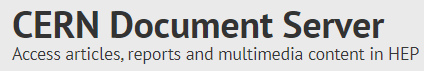 CERN Document Server
Access articles, reports and multimedia content in HEP